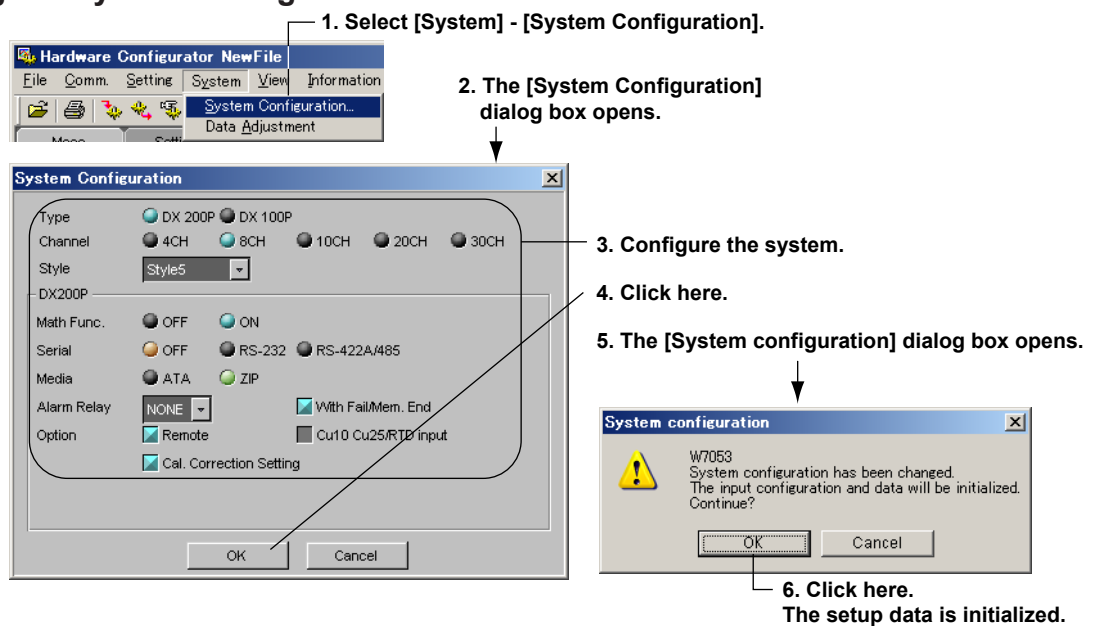 1. Select [System] - [System Configuration].
Hardware Configurator NewFile
File Comm. Setting System View Information
System Configuration...
Data Adjustment
2. The [System Configuration]
dialog box opens.
System Configuration
Type DX 200P DX 100P
Channel 4CH 8CH 10CH 20CH 30CH
Style Style5
3. Configure the system.
DX200P
4. Click here.
Math Func. OFF ON
Serial OFF RS-232 RS-422A/485
5. The [System configuration] dialog box opens.
Media ATA ZIP
Alarm Relay NONE With Fail/Mem. End
Option Remote Cu10 Cu25/RTD input
Cal. Correction Setting
OK Cancel
System configuration
W7053
System configuration has been changed.
The input configuration and data will be initialized.
Continue?
OK Cancel
6. Click here.
The setup data is initialized.